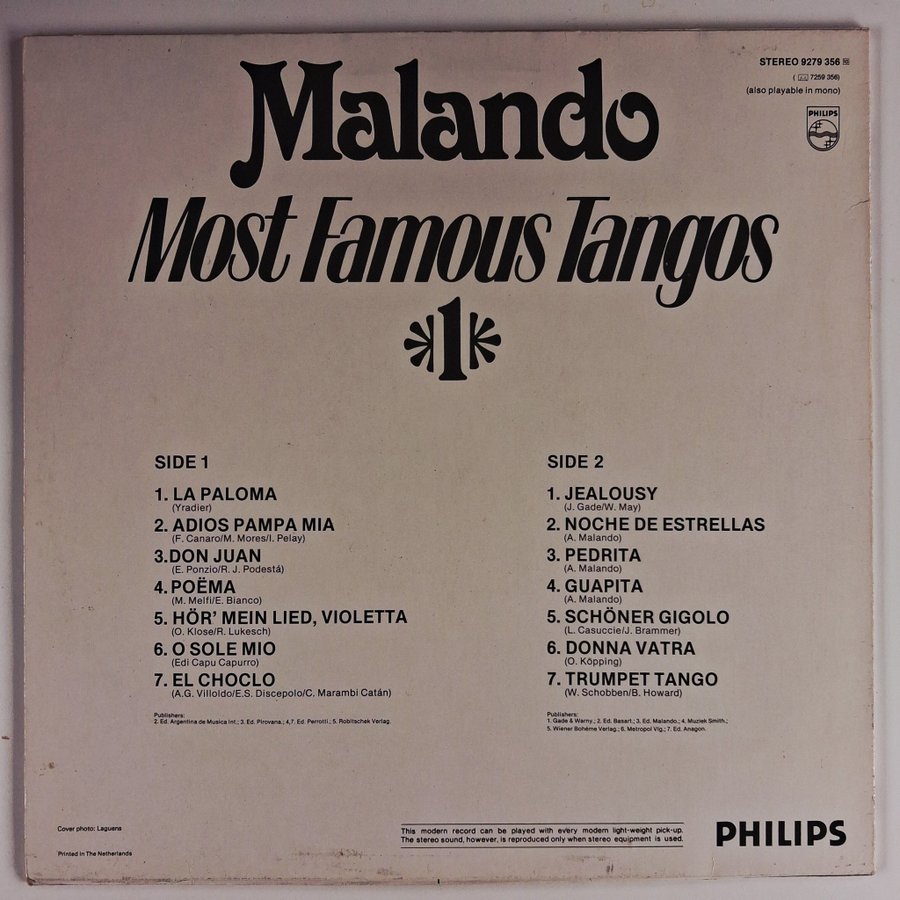 STEREO 9279 356
( 7259 356)
(also playable in mono)
PHILIPS
Malando
Most Famous Tangos
1
SIDE 1
1. LA PALOMA
(Yradier)
2. ADIOS PAMPA MIA
(F. Canaro/M. Mores/I. Pelay)
3.DON JUAN
(E. Ponzio/R. J. Podestá)
4. POËMA
(M. Melfi/E. Bianco)
5. HÖR' MEIN LIED, VIOLETTA
(O. Klose/R. Lukesch)
6. O SOLE MIO
(Edi Capu Capurro)
7. EL CHOCLO
(A.G. Villoldo/E.S. Discepolo/C. Marambi Catán)
Publishers:
2. Ed. Argentina de Musica Int.; 3. Ed. Pirovana.; 4,7. Ed. Perrotti.; 5. Robitschek Verlag.
SIDE 2
1. JEALOUSY
(J. Gade/W. May)
2. NOCHE DE ESTRELLAS
(A. Malando)
3. PEDRITA
(A. Malando)
4. GUAPITA
(A. Malando)
5. SCHÖNER GIGOLO
(L. Casuccie/J. Brammer)
6. DONNA VATRA
(O. Köpping)
7. TRUMPET TANGO
(W. Schobben/B. Howard)
Publishers:
1. Gade & Warny.; 2. Ed. Basart.; 3. Ed. Malando.; 4. Muziek Smith.;
5. Wiener Bohème Verlag.; 6. Metropol Vlg.; 7. Ed. Anagon.
Cover photo: Laguens
Printed in The Netherlands
This modern record can be played with every modern light-weight pick-up.
The stereo sound, however, is reproduced only when stereo equipment is used.
PHILIPS